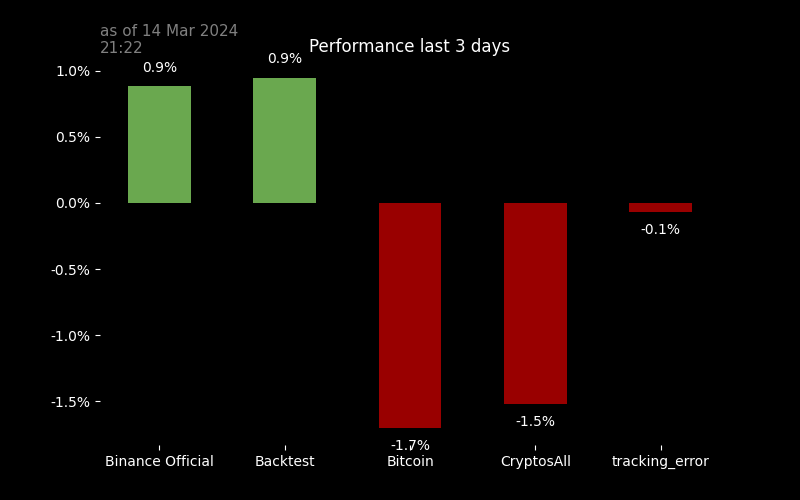 as of 14 Mar 2024
21:22
Performance last 3 days
1.0%
0.5%
0.0%
-0.5%
-1.0%
-1.5%
0.9%
0.9%
-1.7%
-1.5%
-0.1%
Binance Official
Backtest
Bitcoin
CryptosAll
tracking_error